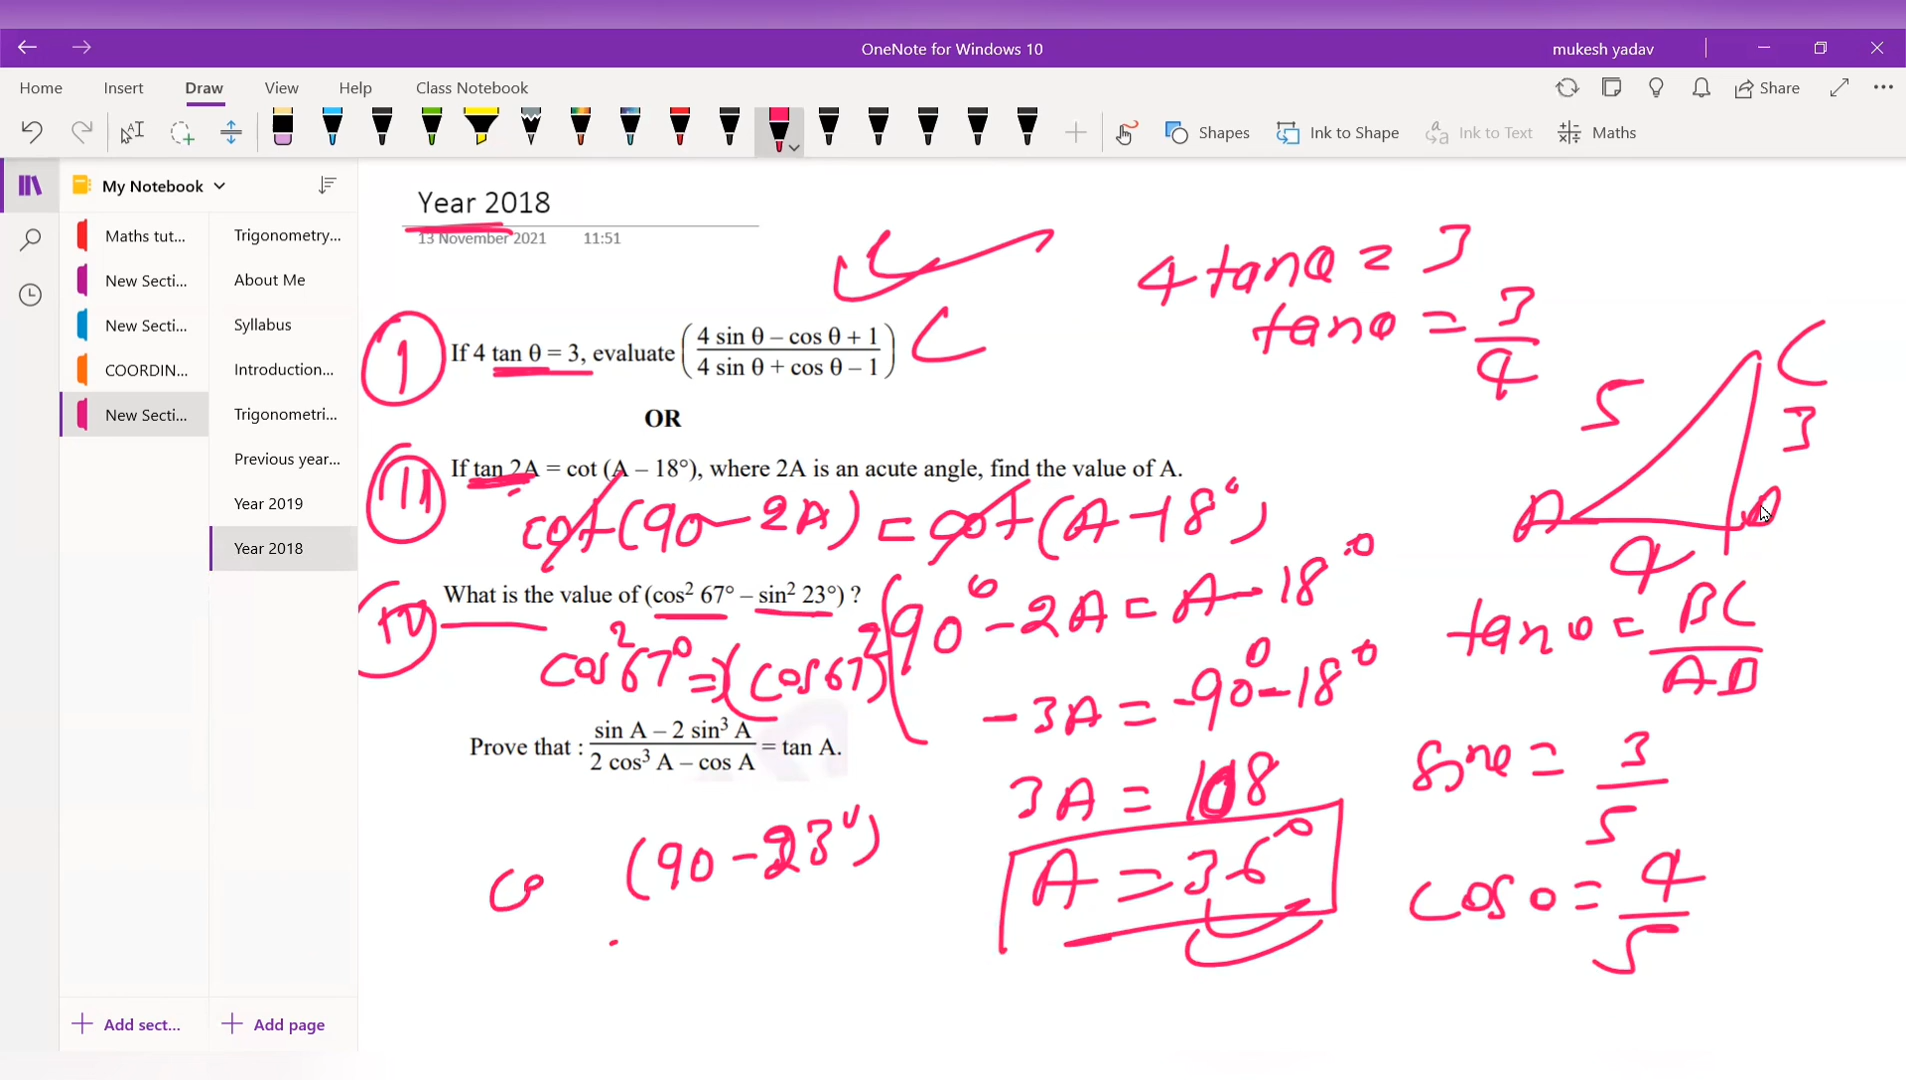 OneNote for Windows 10
mukesh yadav
Home Insert Draw View Help Class Notebook
Share
Shapes Ink to Shape Ink to Text Maths
My Notebook
Maths tut...
New Secti...
New Secti...
COORDIN...
New Secti...
Trigonometry...
About Me
Syllabus
Introduction...
Trigonometri...
Previous year...
Year 2019
Year 2018
Add sect...
Add page
Year 2018
13 November 2021 11:51
1 If 4 tan θ = 3, evaluate ( (4 sin θ – cos θ + 1) / (4 sin θ + cos θ – 1) )
OR
If tan 2A = cot (A – 18°), where 2A is an acute angle, find the value of A.
cot(90-2A) = cot(A-18°)
What is the value of (cos² 67° – sin² 23°) ?
cos²67° = (cos67)²
Prove that : (sin A – 2 sin³ A) / (2 cos³ A – cos A) = tan A.
(90-23°)
90° - 2A = A - 18°
-3A = -90° - 18°
3A = 108
A = 36°
4 tanθ = 3
tanθ = 3/4
C
5
3
A
4
tanθ = BC/AB
sinθ = 3/5
cosθ = 4/5